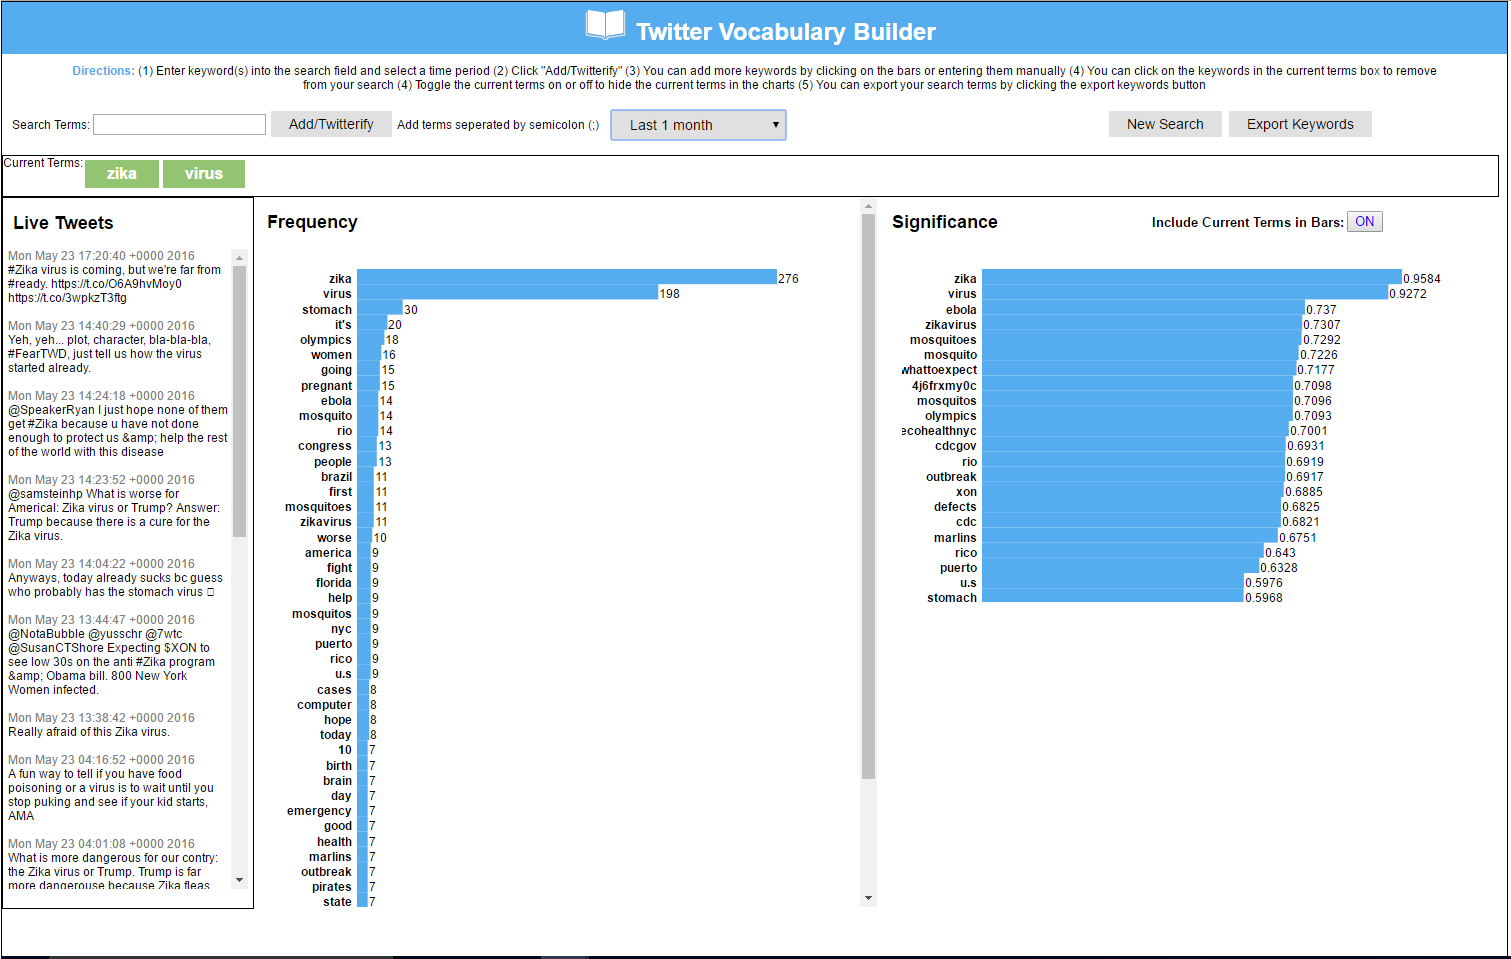 Twitter Vocabulary Builder
Directions: (1) Enter keyword(s) into the search field and select a time period (2) Click "Add/Twitterify" (3) You can add more keywords by clicking on the bars or entering them manually (4) You can click on the keywords in the current terms box to remove
from your search (4) Toggle the current terms on or off to hide the current terms in the charts (5) You can export your search terms by clicking the export keywords button
Search Terms: Add/Twitterify Add terms seperated by semicolon (;) Last 1 month New Search Export Keywords
Current Terms: zika virus
Live Tweets
Mon May 23 17:20:40 +0000 2016
#Zika virus is coming, but we're far from
#ready. https://t.co/O6A9hvMoy0
https://t.co/3wpkzT3ftg
Mon May 23 14:40:29 +0000 2016
Yeh, yeh... plot, character, bla-bla-bla,
#FearTWD, just tell us how the virus
started already.
Mon May 23 14:24:18 +0000 2016
@SpeakerRyan I just hope none of them
get #Zika because u have not done
enough to protect us &amp; help the rest
of the world with this disease
Mon May 23 14:23:52 +0000 2016
@samsteinhp What is worse for
Americal: Zika virus or Trump? Answer:
Trump because there is a cure for the
Zika virus.
Mon May 23 14:04:22 +0000 2016
Anyways, today already sucks bc guess
who probably has the stomach virus
Mon May 23 13:44:47 +0000 2016
@NotaBubble @yusschr @7wtc
@SusanCTShore Expecting $XON to
see low 30s on the anti #Zika program
&amp; Obama bill. 800 New York
Women infected.
Mon May 23 13:38:42 +0000 2016
Really afraid of this Zika virus.
Mon May 23 04:16:52 +0000 2016
A fun way to tell if you have food
poisoning or a virus is to wait until you
stop puking and see if your kid starts,
AMA
Mon May 23 04:01:08 +0000 2016
What is more dangerous for our contry:
the Zika virus or Trump. Trump is far
more dangerouse because Zika fleas
Frequency
zika 276
virus 198
stomach 30
it's 20
olympics 18
women 16
going 15
pregnant 15
ebola 14
mosquito 14
rio 14
congress 13
people 13
brazil 11
first 11
mosquitoes 11
zikavirus 11
worse 10
america 9
fight 9
florida 9
help 9
mosquitos 9
nyc 9
puerto 9
rico 9
u.s 9
cases 8
computer 8
hope 8
today 8
10 7
birth 7
brain 7
day 7
emergency 7
good 7
health 7
marlins 7
outbreak 7
pirates 7
state 7
Significance
Include Current Terms in Bars: ON
zika 0.9584
virus 0.9272
ebola 0.737
zikavirus 0.7307
mosquitoes 0.7292
mosquito 0.7226
whattoexpect 0.7177
4j6frxmy0c 0.7098
mosquitos 0.7096
olympics 0.7093
ecohealthnyc 0.7001
cdcgov 0.6931
rio 0.6919
outbreak 0.6917
xon 0.6885
defects 0.6825
cdc 0.6821
marlins 0.6751
rico 0.643
puerto 0.6328
u.s 0.5976
stomach 0.5968